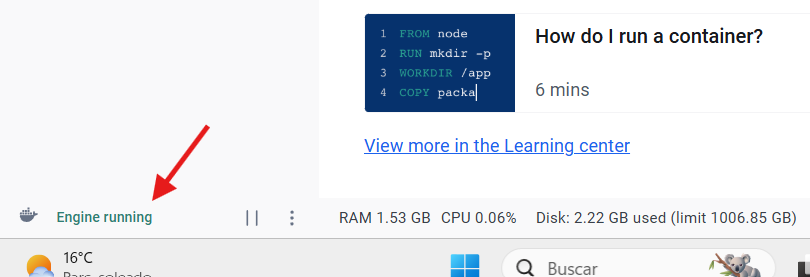 1 FROM node
2 RUN mkdir -p
3 WORKDIR /app
4 COPY packa
How do I run a container?
6 mins
View more in the Learning center
Engine running
RAM 1.53 GB CPU 0.06% Disk: 2.22 GB used (limit 1006.85 GB)
16°C
Parc. soleado
Buscar